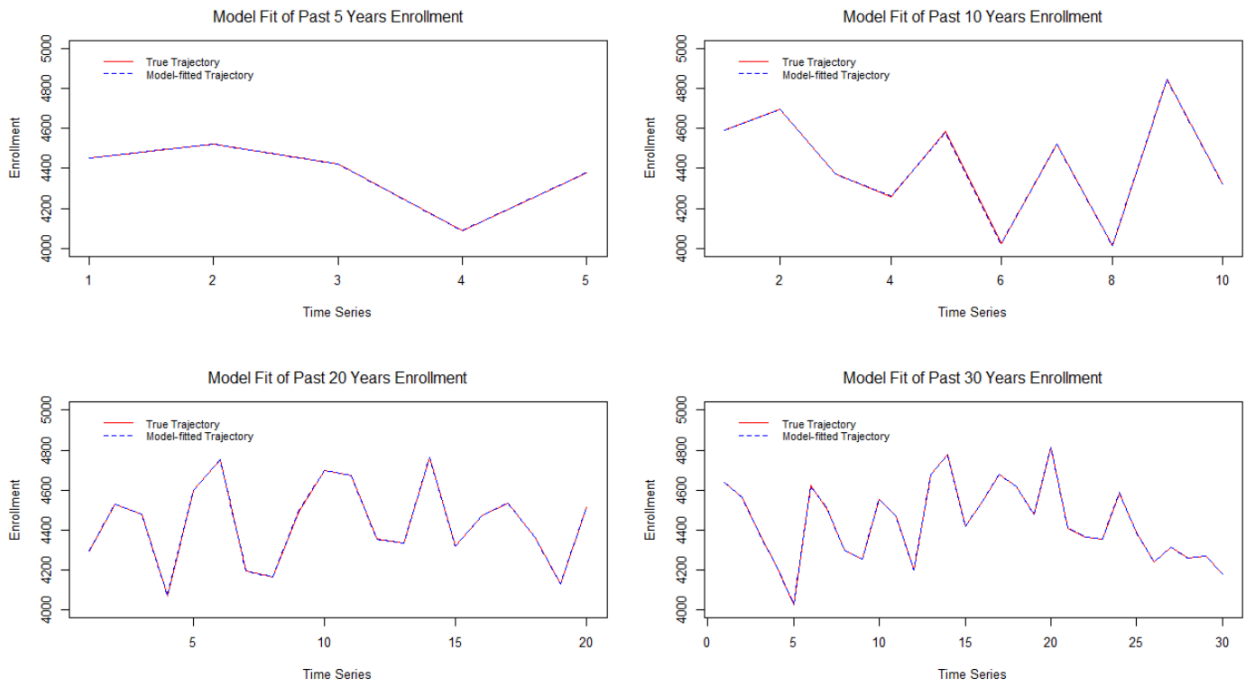 Model Fit of Past 5 Years Enrollment
5000
4800
4600
4400
4200
4000
Enrollment
True Trajectory
Model-fitted Trajectory
1 2 3 4 5
Time Series
Model Fit of Past 10 Years Enrollment
5000
4800
4600
4400
4200
4000
Enrollment
True Trajectory
Model-fitted Trajectory
2 4 6 8 10
Time Series
Model Fit of Past 20 Years Enrollment
5000
4800
4600
4400
4200
4000
Enrollment
True Trajectory
Model-fitted Trajectory
5 10 15 20
Time Series
Model Fit of Past 30 Years Enrollment
5000
4800
4600
4400
4200
4000
Enrollment
True Trajectory
Model-fitted Trajectory
0 5 10 15 20 25 30
Time Series